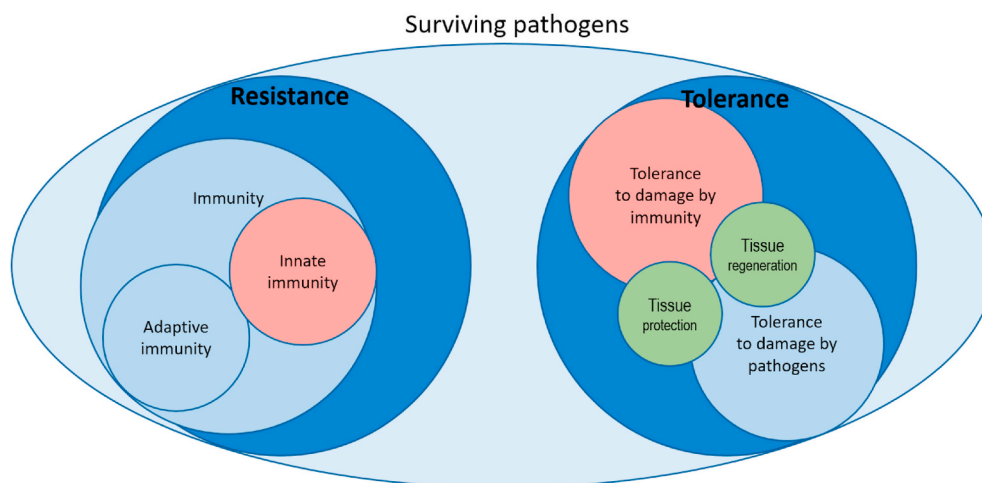 Surviving pathogens
Resistance
Immunity
Innate
immunity
Adaptive
immunity
Tolerance
Tolerance
to damage by
immunity
Tissue
regeneration
Tissue
protection
Tolerance
to damage by
pathogens